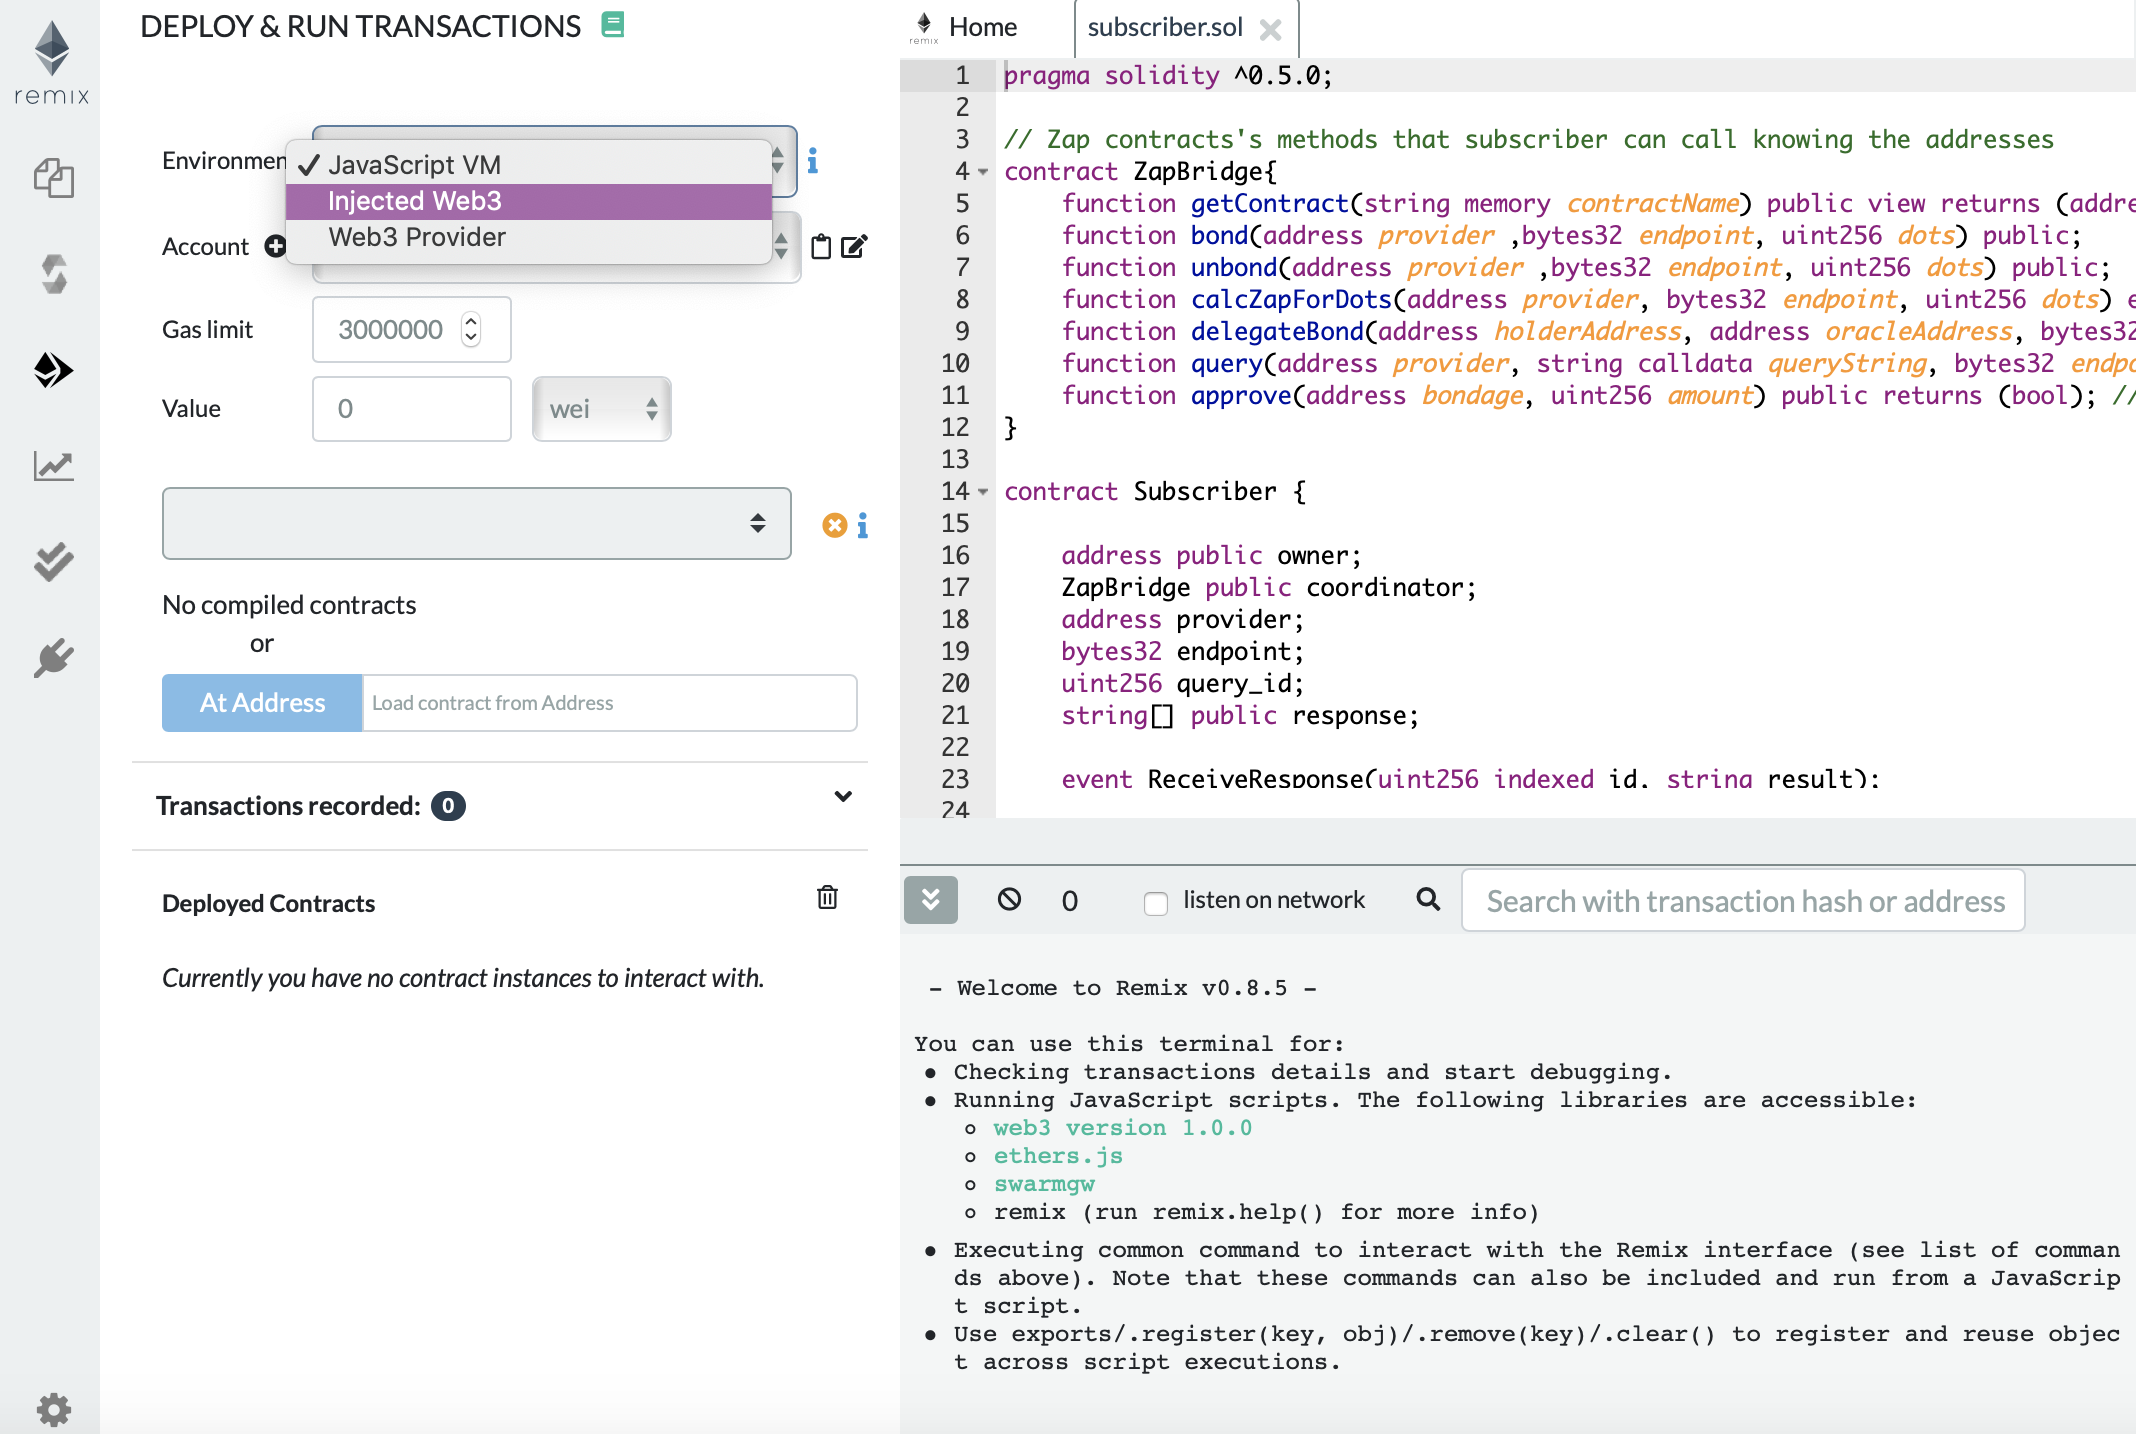 remix
DEPLOY & RUN TRANSACTIONS
Environmen
JavaScript VM
Injected Web3
Web3 Provider
Account
Gas limit
3000000
Value
0
wei
No compiled contracts
or
At Address
Load contract from Address
Transactions recorded: 0
Deployed Contracts
Currently you have no contract instances to interact with.
remix
Home
subscriber.sol
1 pragma solidity ^0.5.0;
2
3 // Zap contracts's methods that subscriber can call knowing the addresses
4 contract ZapBridge{
5 function getContract(string memory contractName) public view returns (addre
6 function bond(address provider ,bytes32 endpoint, uint256 dots) public;
7 function unbond(address provider ,bytes32 endpoint, uint256 dots) public;
8 function calcZapForDots(address provider, bytes32 endpoint, uint256 dots) e
9 function delegateBond(address holderAddress, address oracleAddress, bytes32
10 function query(address provider, string calldata queryString, bytes32 endpo
11 function approve(address bondage, uint256 amount) public returns (bool); //
12 }
13
14 contract Subscriber {
15
16 address public owner;
17 ZapBridge public coordinator;
18 address provider;
19 bytes32 endpoint;
20 uint256 query_id;
21 string[] public response;
22
23 event ReceiveResponse(uint256 indexed id, string result);
24
0
listen on network
Search with transaction hash or address
- Welcome to Remix v0.8.5 -
You can use this terminal for:
● Checking transactions details and start debugging.
● Running JavaScript scripts. The following libraries are accessible:
○ web3 version 1.0.0
○ ethers.js
○ swarmgw
○ remix (run remix.help() for more info)
● Executing common command to interact with the Remix interface (see list of comman
ds above). Note that these commands can also be included and run from a JavaScrip
t script.
● Use exports/.register(key, obj)/.remove(key)/.clear() to register and reuse objec
t across script executions.